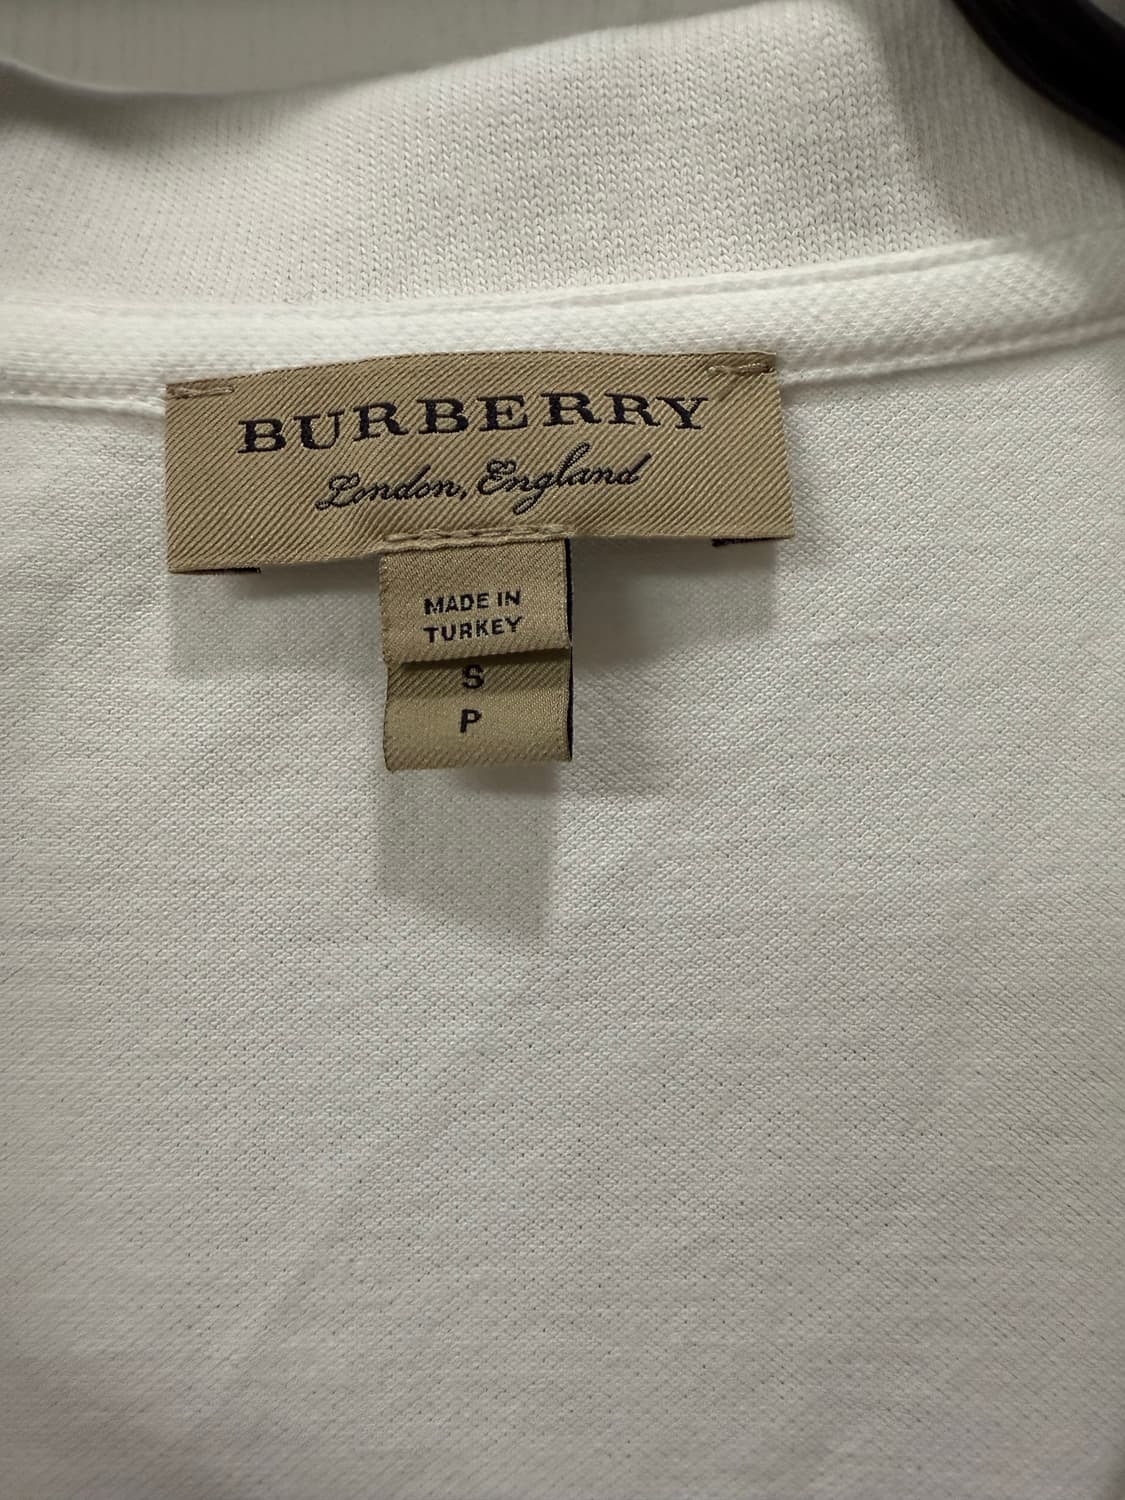 BURBERRY
London, England
MADE IN
TURKEY
S
P